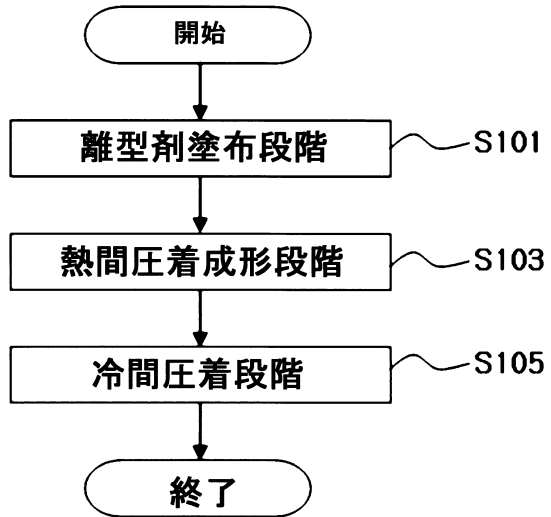 開始
離型剤塗布段階
S101
熱間圧着成形段階
S103
冷間圧着段階
S105
終了